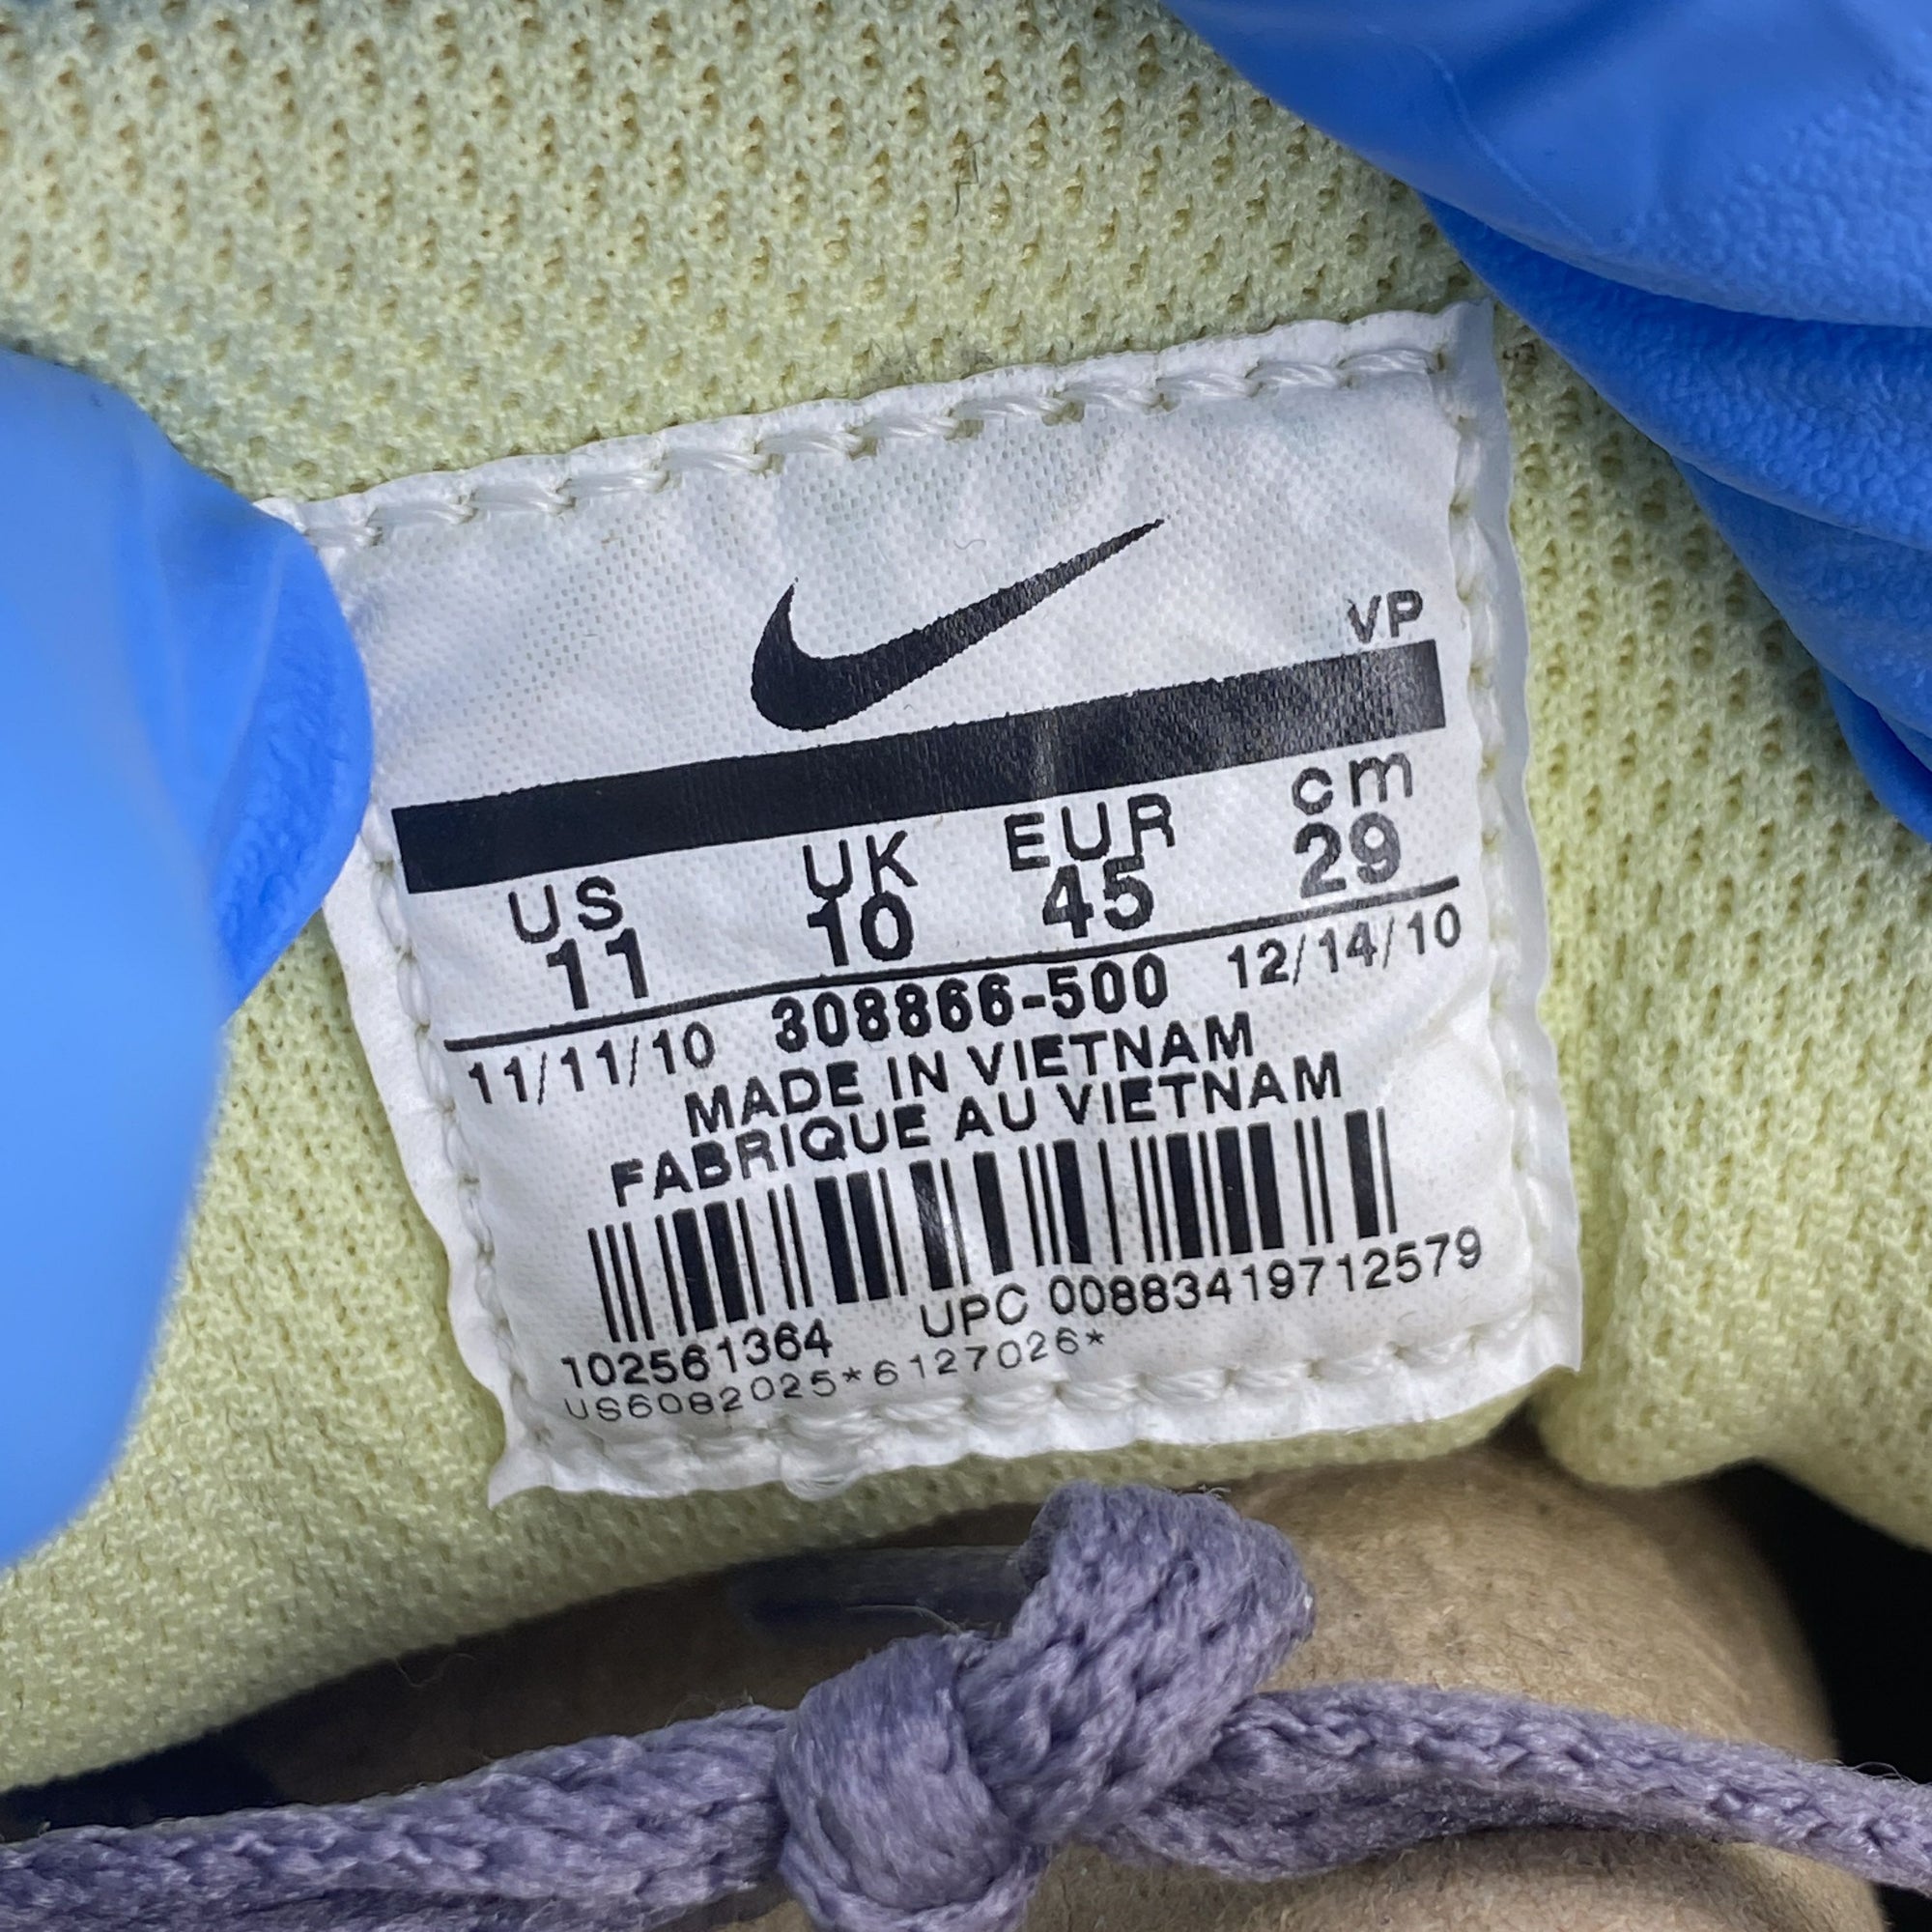 VP
US UK EUR cm
11 10 45 29
11/11/10 308866-500 12/14/10
MADE IN VIETNAM
FABRIQUE AU VIETNAM
102561364 UPC 00883419712579
US6082025*6127026*